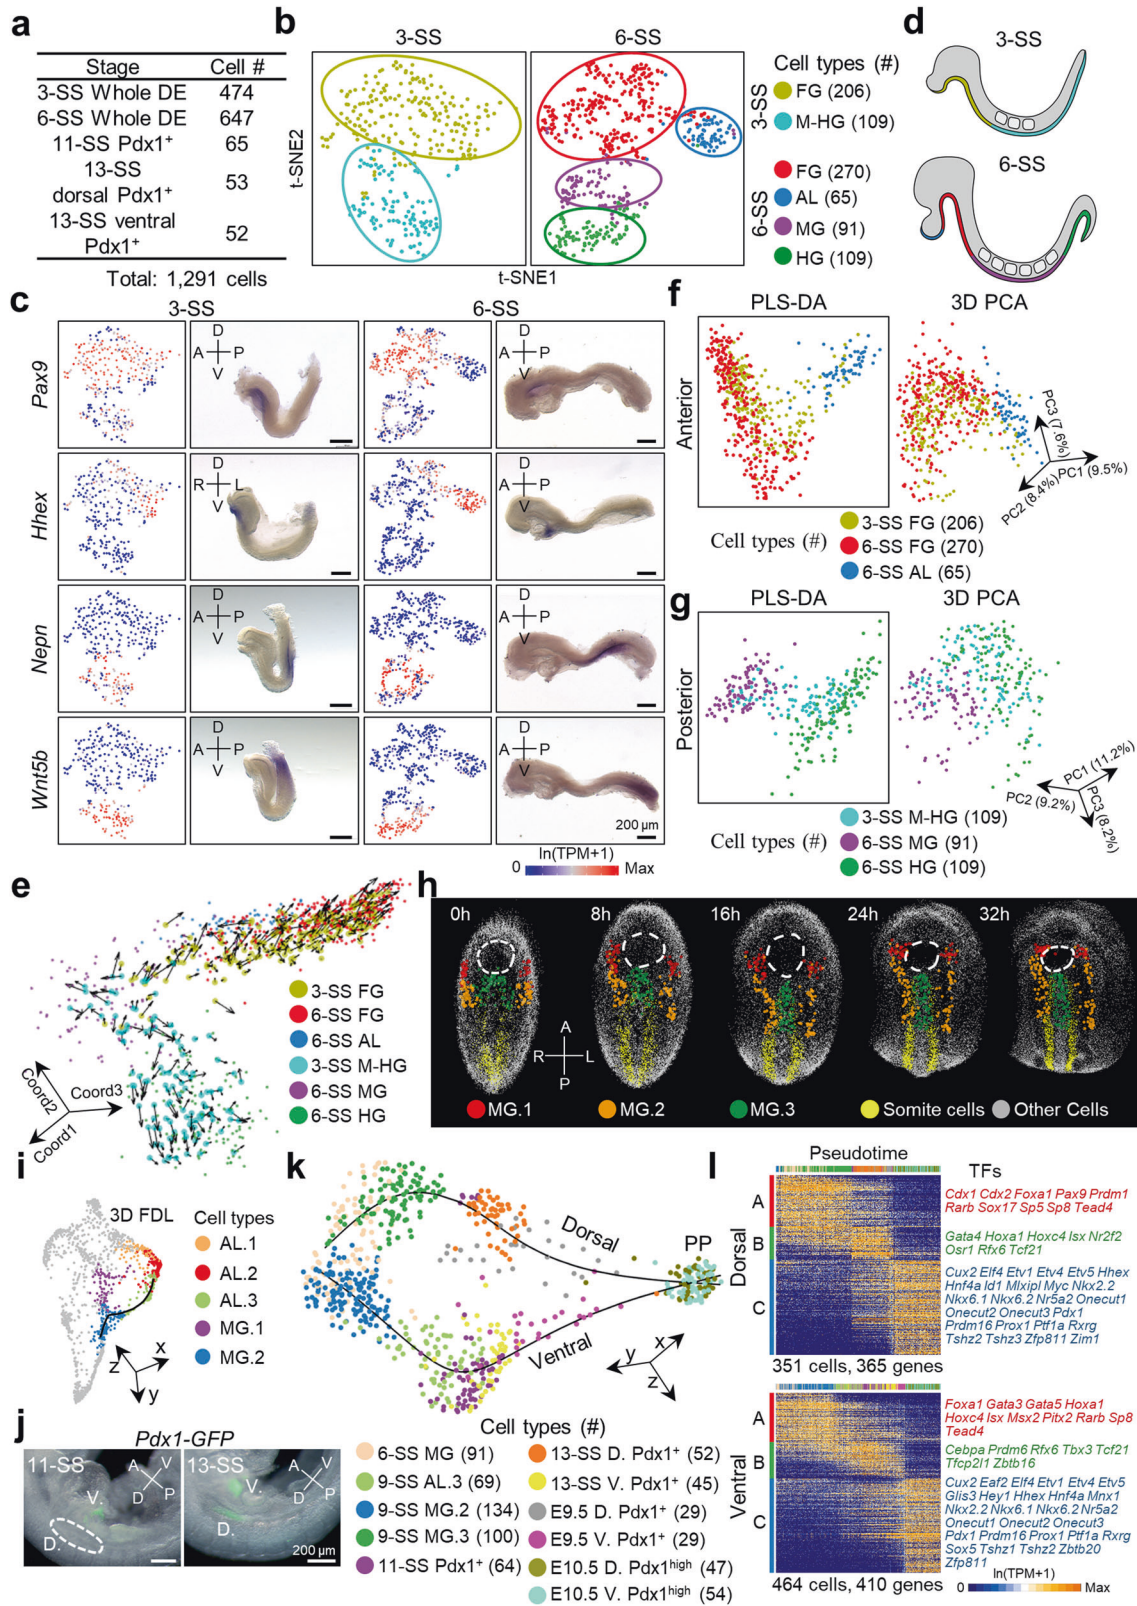 a
Stage Cell #
3-SS Whole DE 474
6-SS Whole DE 647
11-SS Pdx1+ 65
13-SS
dorsal Pdx1+ 53
13-SS ventral
Pdx1+ 52
Total: 1,291 cells
b
3-SS 6-SS
t-SNE2
t-SNE1
Cell types (#)
3-SS
FG (206)
M-HG (109)
6-SS
FG (270)
AL (65)
MG (91)
HG (109)
d
3-SS
6-SS
c
3-SS 6-SS
Pax9
D
A P
V
D
A P
V
Hhex
D
R L
V
D
A P
V
Nepn
D
A P
V
D
A P
V
Wnt5b
D
A P
V
D
A P
V
200 µm
ln(TPM+1)
0 Max
f
PLS-DA 3D PCA
Anterior
PC3 (7.6%)
PC1 (9.5%)
PC2 (8.4%)
Cell types (#)
3-SS FG (206)
6-SS FG (270)
6-SS AL (65)
g
PLS-DA 3D PCA
Posterior
PC1 (11.2%)
PC2 (9.2%)
PC3 (8.2%)
Cell types (#)
3-SS M-HG (109)
6-SS MG (91)
6-SS HG (109)
e
3-SS FG
6-SS FG
6-SS AL
3-SS M-HG
6-SS MG
6-SS HG
Coord2
Coord3
Coord1
h
0h 8h 16h 24h 32h
A
R L
P
MG.1 MG.2 MG.3 Somite cells Other Cells
i
3D FDL
Cell types
AL.1
AL.2
AL.3
MG.1
MG.2
x
z
y
j
Pdx1-GFP
11-SS 13-SS
A V
D P
V.
D.
A V
D P
V.
D.
200 µm
k
Dorsal
PP
Ventral
x
y
z
Cell types (#)
6-SS MG (91)
9-SS AL.3 (69)
9-SS MG.2 (134)
9-SS MG.3 (100)
11-SS Pdx1+ (64)
13-SS D. Pdx1+ (52)
13-SS V. Pdx1+ (45)
E9.5 D. Pdx1+ (29)
E9.5 V. Pdx1+ (29)
E10.5 D. Pdx1high (47)
E10.5 V. Pdx1high (54)
l
Pseudotime
TFs
Dorsal
A
B
C
Cdx1 Cdx2 Foxa1 Pax9 Prdm1
Rarb Sox17 Sp5 Sp8 Tead4
Gata4 Hoxa1 Hoxc4 Isx Nr2f2
Osr1 Rfx6 Tcf21
Cux2 Elf4 Etv1 Etv4 Etv5 Hhex
Hnf4a Id1 Mlxipl Myc Nkx2.2
Nkx6.1 Nkx6.2 Nr5a2 Onecut1
Onecut2 Onecut3 Pdx1
Prdm16 Prox1 Ptf1a Rxrg
Tshz2 Tshz3 Zfp811 Zim1
351 cells, 365 genes
Ventral
A
B
C
Foxa1 Gata3 Gata5 Hoxa1
Hoxc4 Isx Msx2 Pitx2 Rarb Sp8
Tead4
Cebpa Prdm6 Rfx6 Tbx3 Tcf21
Tfcp2l1 Zbtb16
Cux2 Eaf2 Elf4 Etv1 Etv4 Etv5
Glis3 Hey1 Hhex Hnf4a Mnx1
Nkx2.2 Nkx6.1 Nkx6.2 Nr5a2
Onecut1 Onecut2 Onecut3
Pdx1 Prdm16 Prox1 Ptf1a Rxrg
Sox5 Tshz1 Tshz2 Zbtb20
Zfp811
464 cells, 410 genes
ln(TPM+1)
0 Max